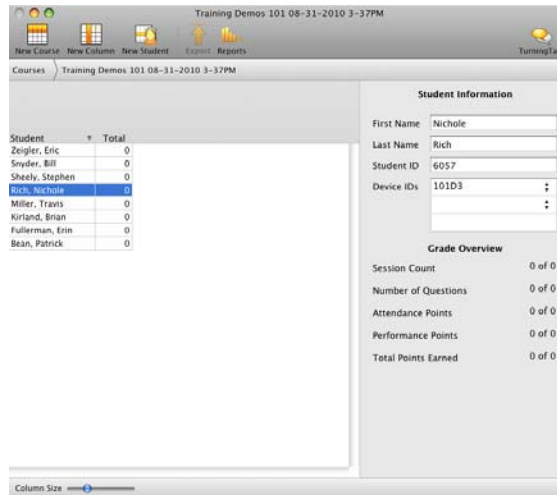 Training Demos 101 08-31-2010 3-37PM
New Course New Column New Student Export Reports
Courses Training Demos 101 08-31-2010 3-37PM
Student Total
Zeigler, Eric 0
Snyder, Bill 0
Sheely, Stephen 0
Rich, Nichole 0
Miller, Travis 0
Kirland, Brian 0
Fullerman, Erin 0
Bean, Patrick 0
Student Information
First Name Nichole
Last Name Rich
Student ID 6057
Device IDs 101D3
Grade Overview
Session Count 0 of 0
Number of Questions 0 of 0
Attendance Points 0 of 0
Performance Points 0 of 0
Total Points Earned 0 of 0
Column Size